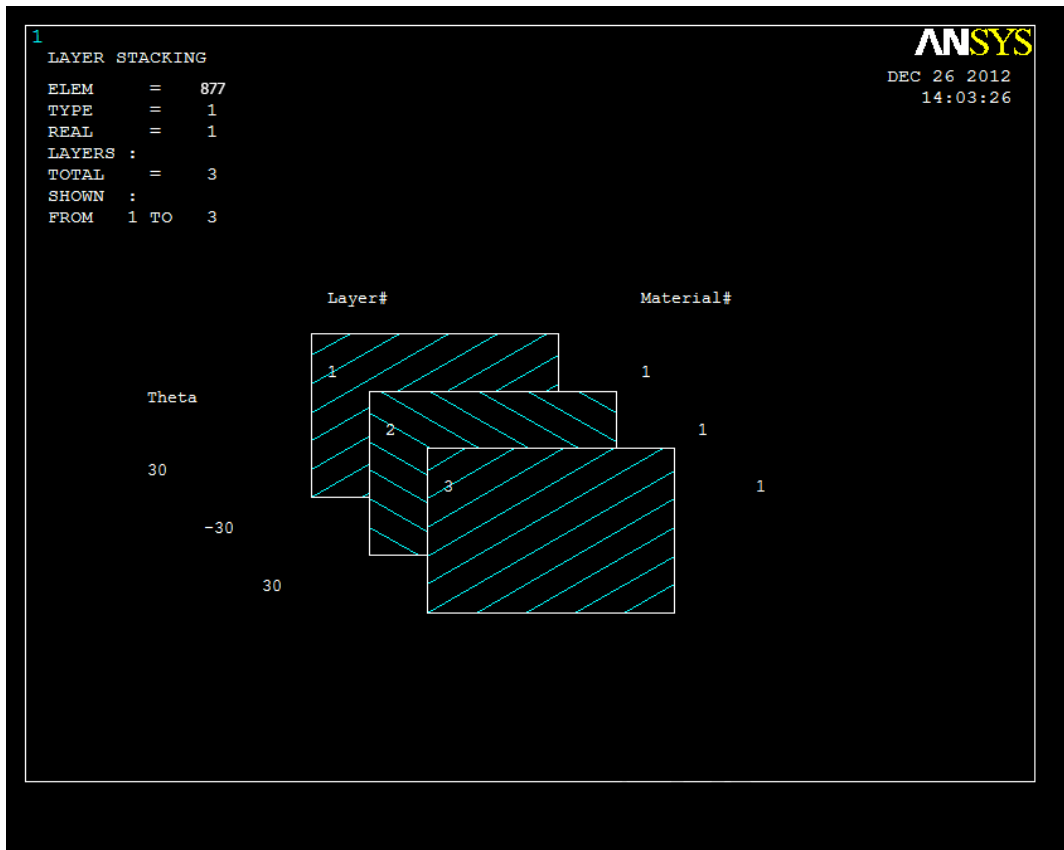 1
ANSYS
LAYER STACKING
DEC 26 2012
14:03:26
ELEM = 877
TYPE = 1
REAL = 1
LAYERS :
TOTAL = 3
SHOWN :
FROM 1 TO 3
Layer# Material#
1 1
Theta
2 1
30
3 1
-30
30